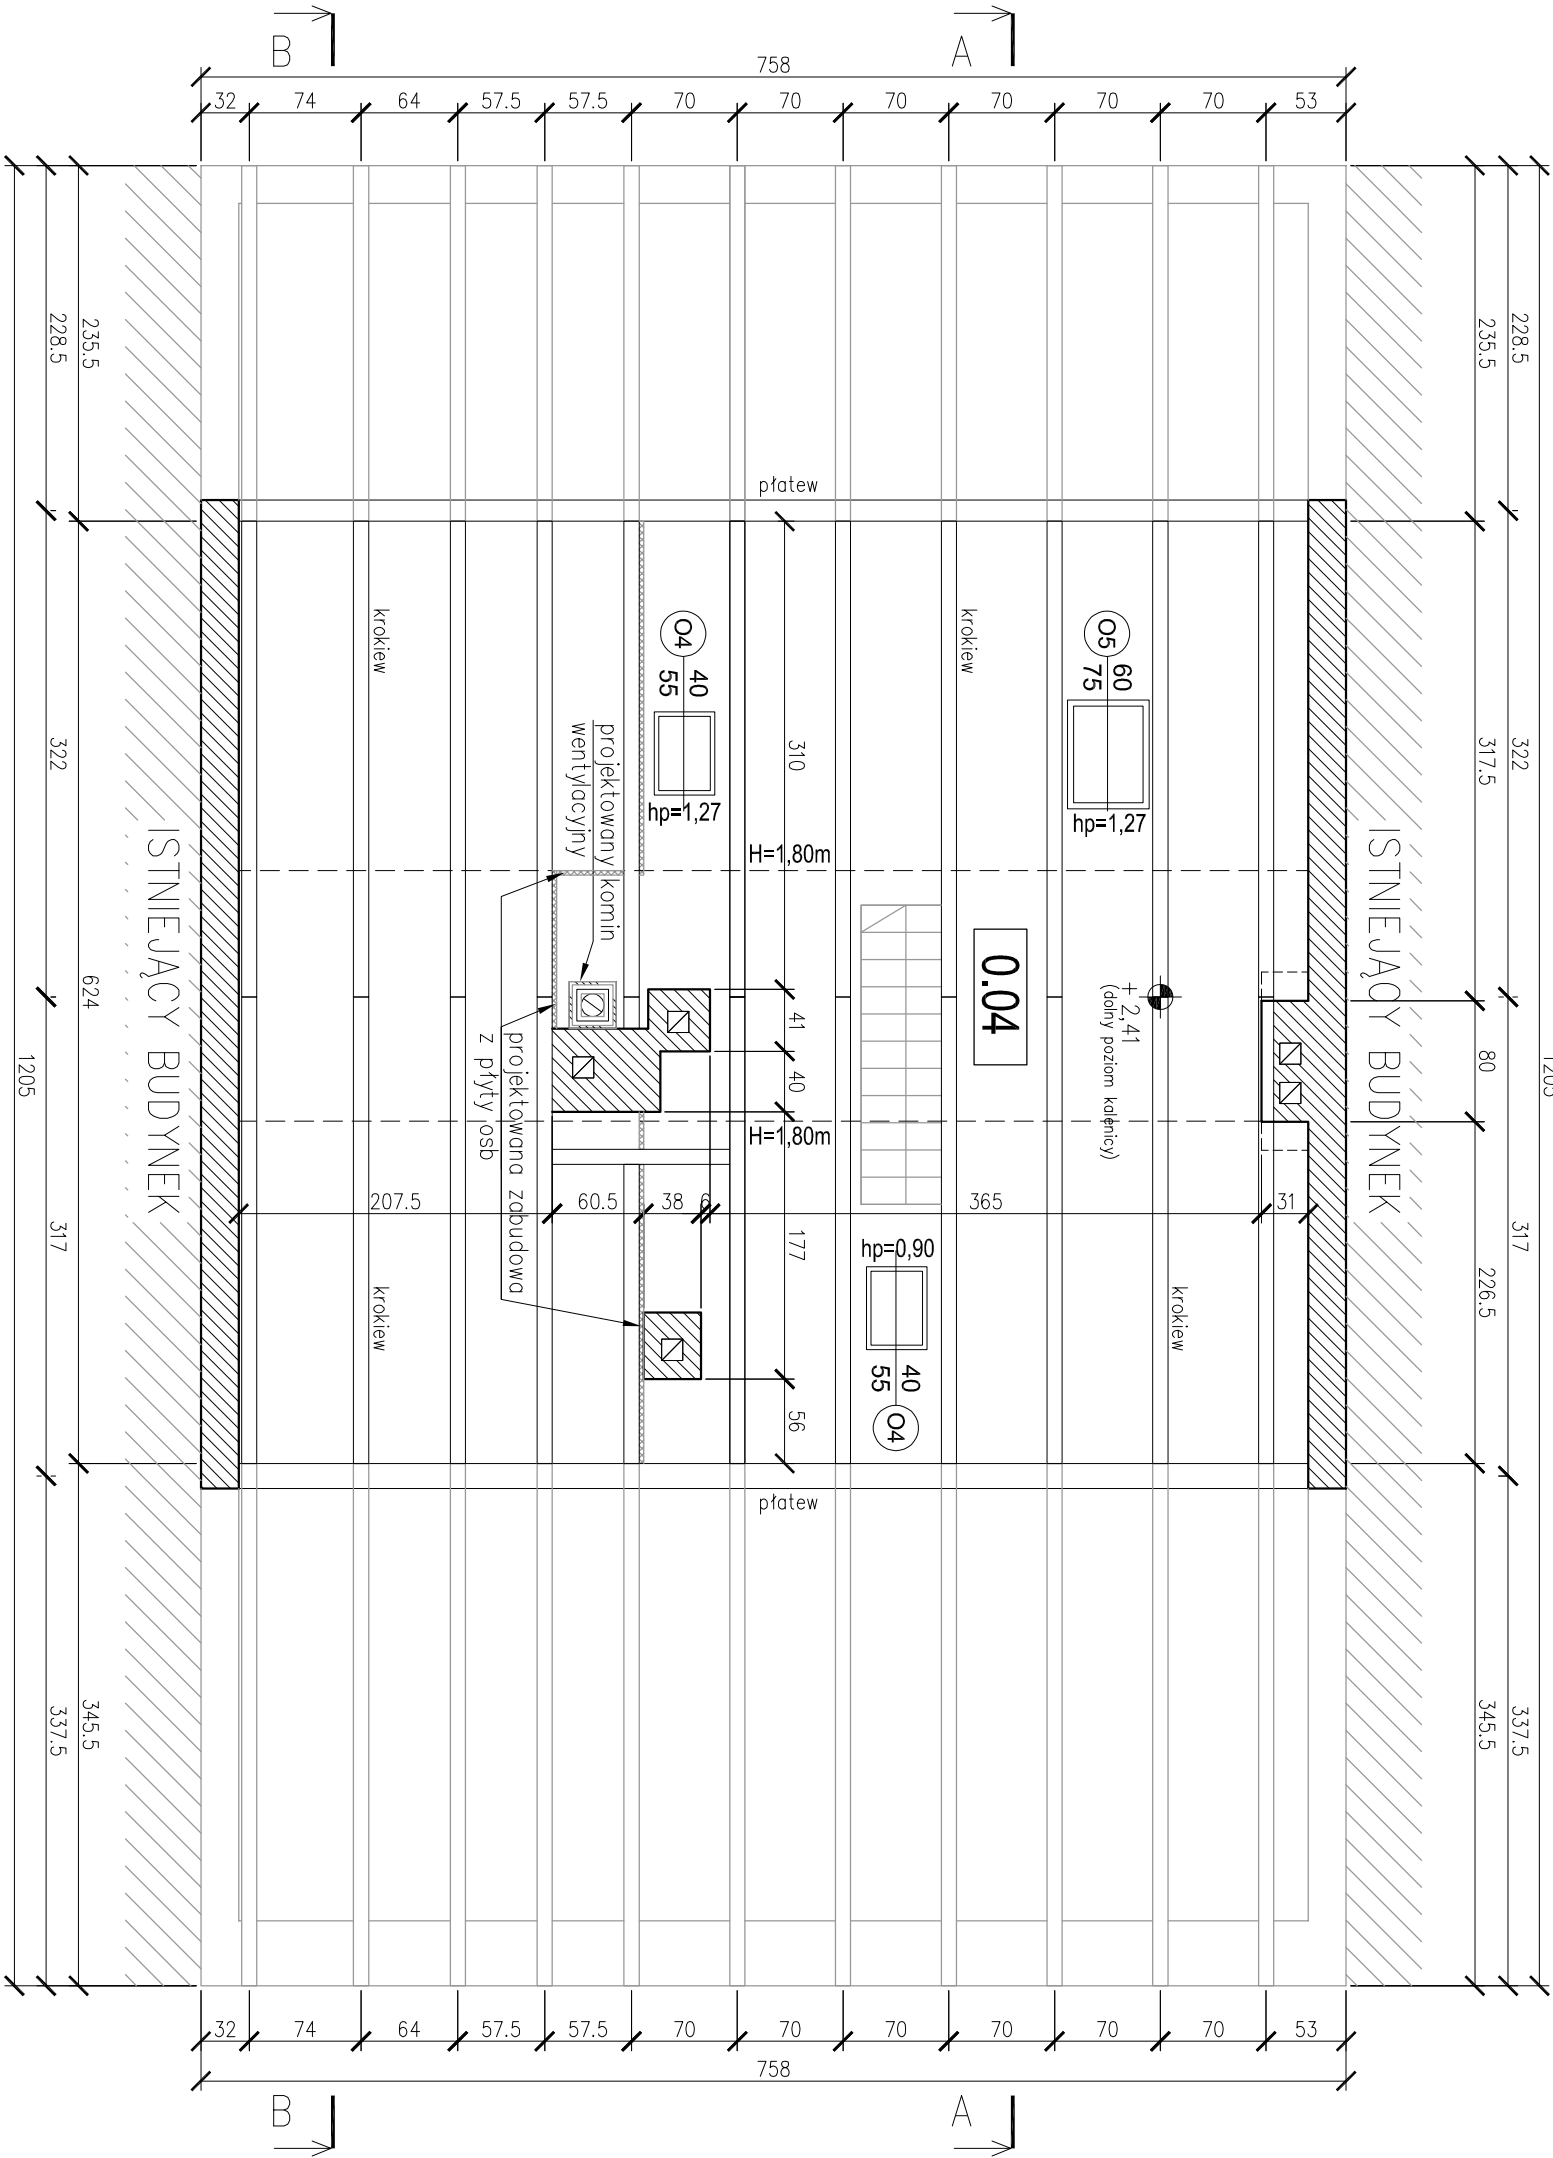 B
A
758
32
74
64
57.5
57.5
70
70
70
70
70
70
53
235.5
228.5
235.5
228.5
płatew
krokiew
O4
40
55
hp=1,27
krokiew
O5
60
75
hp=1,27
310
317.5
322
322
projektowany komin
wentylacyjny
H=1,80m
ISTNIEJĄCY BUDYNEK
ISTNIEJĄCY BUDYNEK
0.04
+ 2,41
(dolny poziom kalenicy)
624
1205
41
40
80
1205
projektowana zabudowa
z płyty osb
H=1,80m
207.5
60.5
38
6
365
31
177
hp=0,90
40
55
O4
317
226.5
317
krokiew
krokiew
56
płatew
345.5
337.5
345.5
337.5
32
74
64
57.5
57.5
70
70
70
70
70
70
53
758
B
A